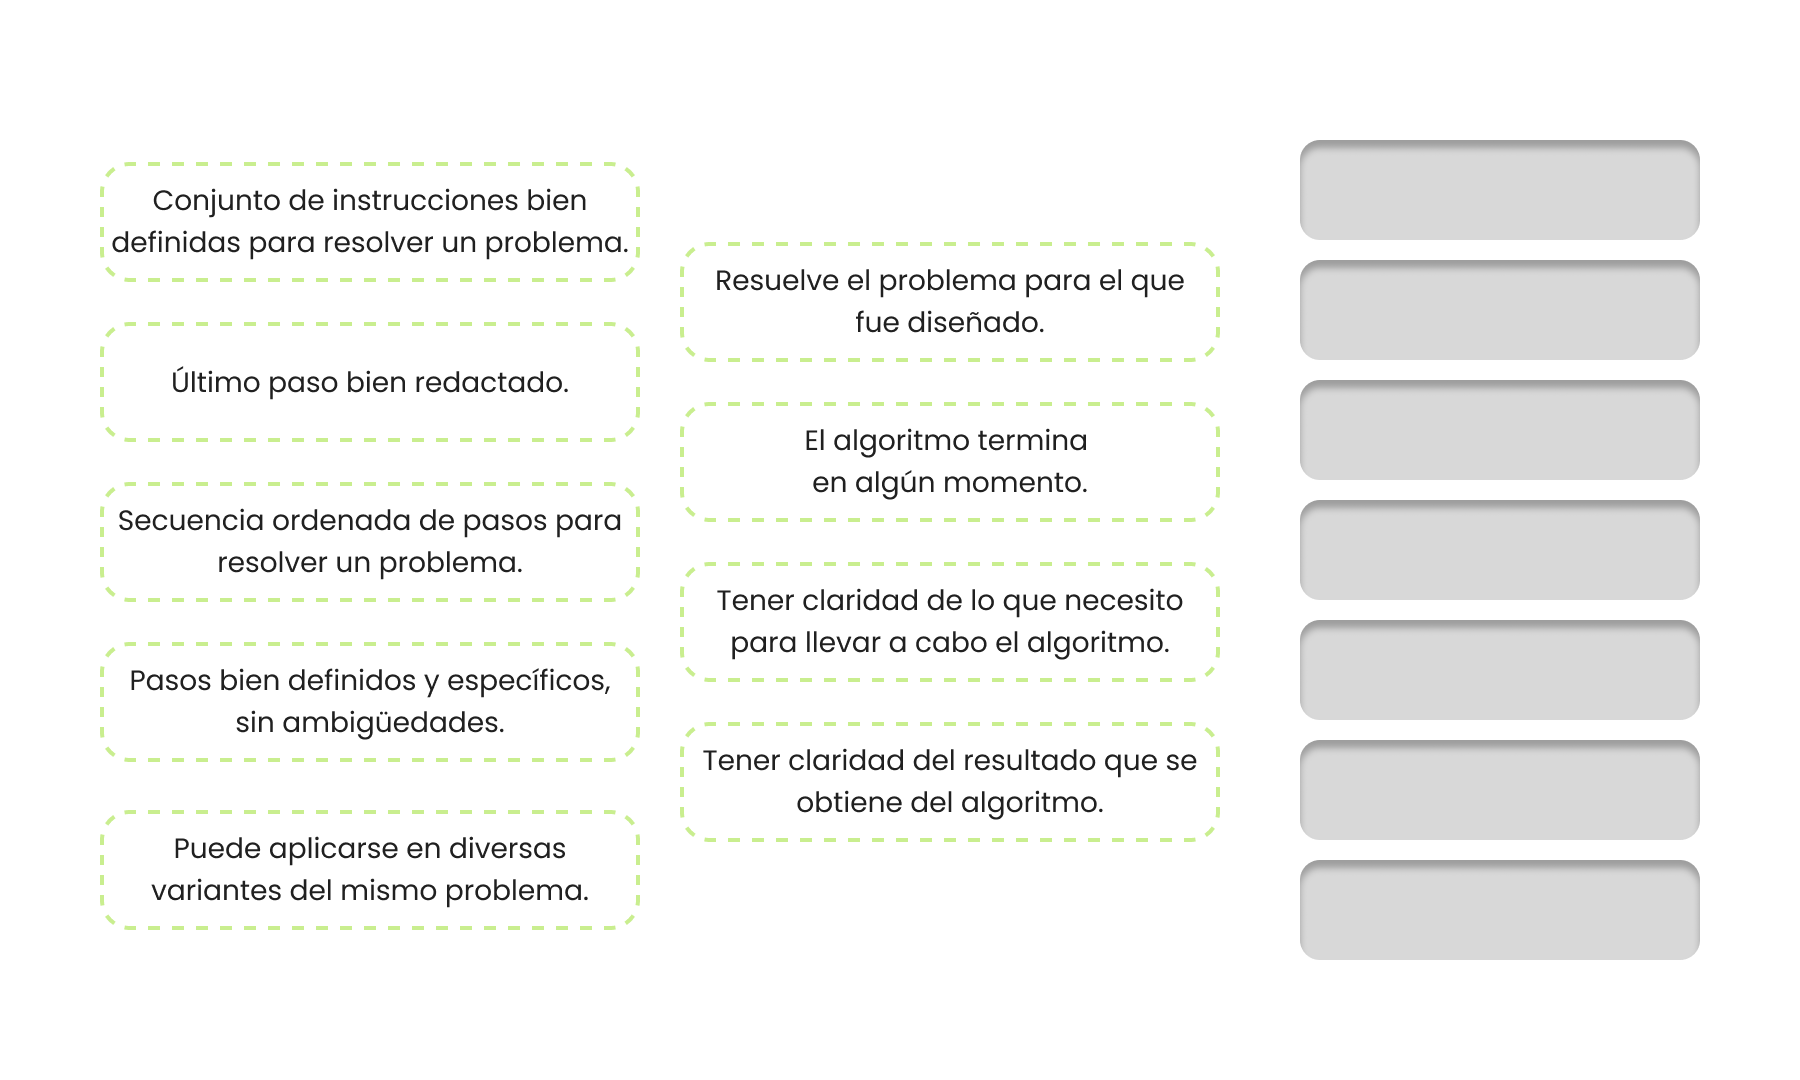 Conjunto de instrucciones bien
definidas para resolver un problema.
Último paso bien redactado.
Secuencia ordenada de pasos para
resolver un problema.
Pasos bien definidos y específicos,
sin ambigüedades.
Puede aplicarse en diversas
variantes del mismo problema.
Resuelve el problema para el que
fue diseñado.
El algoritmo termina
en algún momento.
Tener claridad de lo que necesito
para llevar a cabo el algoritmo.
Tener claridad del resultado que se
obtiene del algoritmo.